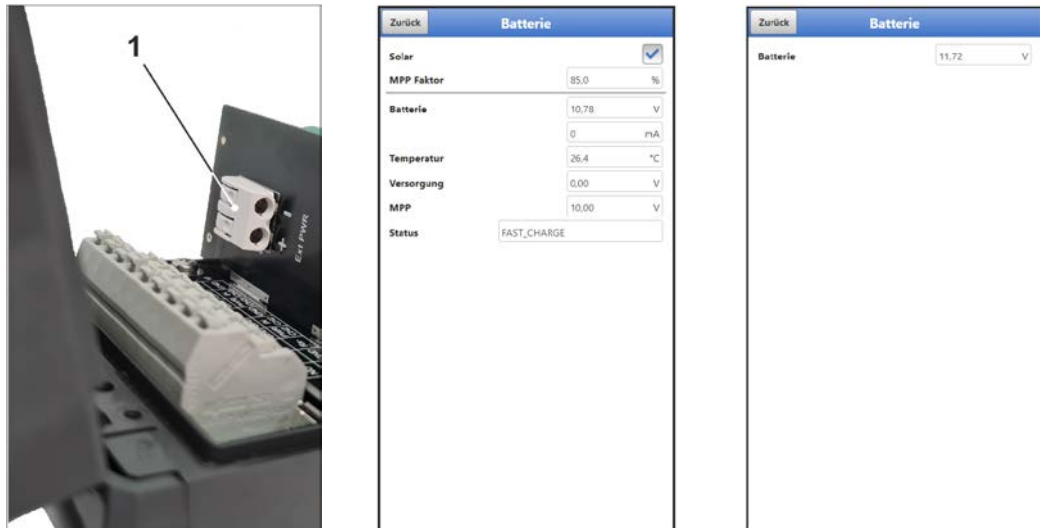 1
Ext PWR
- +
Zurück Batterie
Solar
MPP Faktor 85,0 %
Batterie 10,78 V
0 mA
Temperatur 26,4 °C
Versorgung 0,00 V
MPP 10,00 V
Status FAST_CHARGE
Zurück Batterie
Batterie 11,72 V